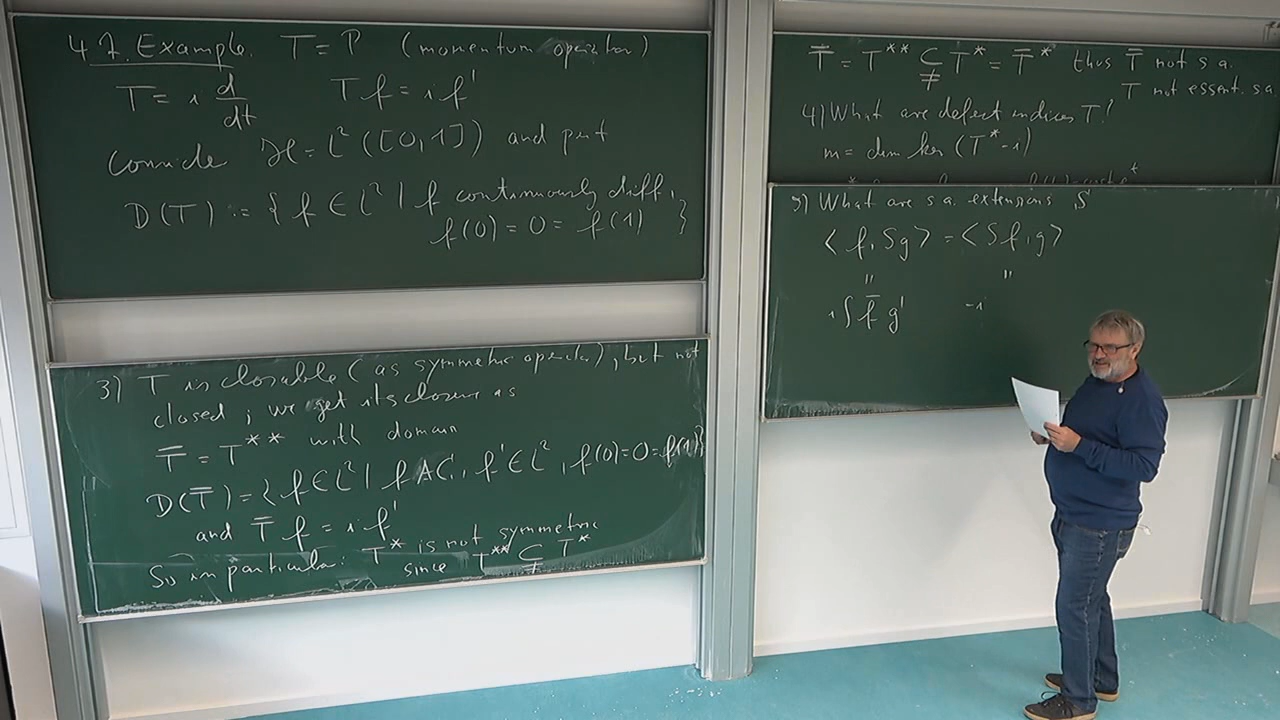 4.7. Example. T = P (momentum operator)
T = i d/dt   Tf = i f'
Consider ℋ = L²([0,1]) and put
D(T) := { f ∈ L² | f continuously diff.,
f(0) = 0 = f(1) }
3) T is closable (as symmetric operator), but not
closed; we get its closure as
T̅ = T** with domain
D(T̅) = { f ∈ L² | f AC, f' ∈ L², f(0) = 0 = f(1) }
and T̅ f = i f'
So in particular: T* is not symmetric
since T** ⊊ T*
T̅ = T** ⊊ T* = T̅* thus T̅ not s.a.
T not essent. s.a.
4) What are defect indices T?
m = dim ker (T* - i)
5) What are s.a. extensions S
< f, Sg > = < Sf, g >
" "
i ∫ f̅ g'   -i